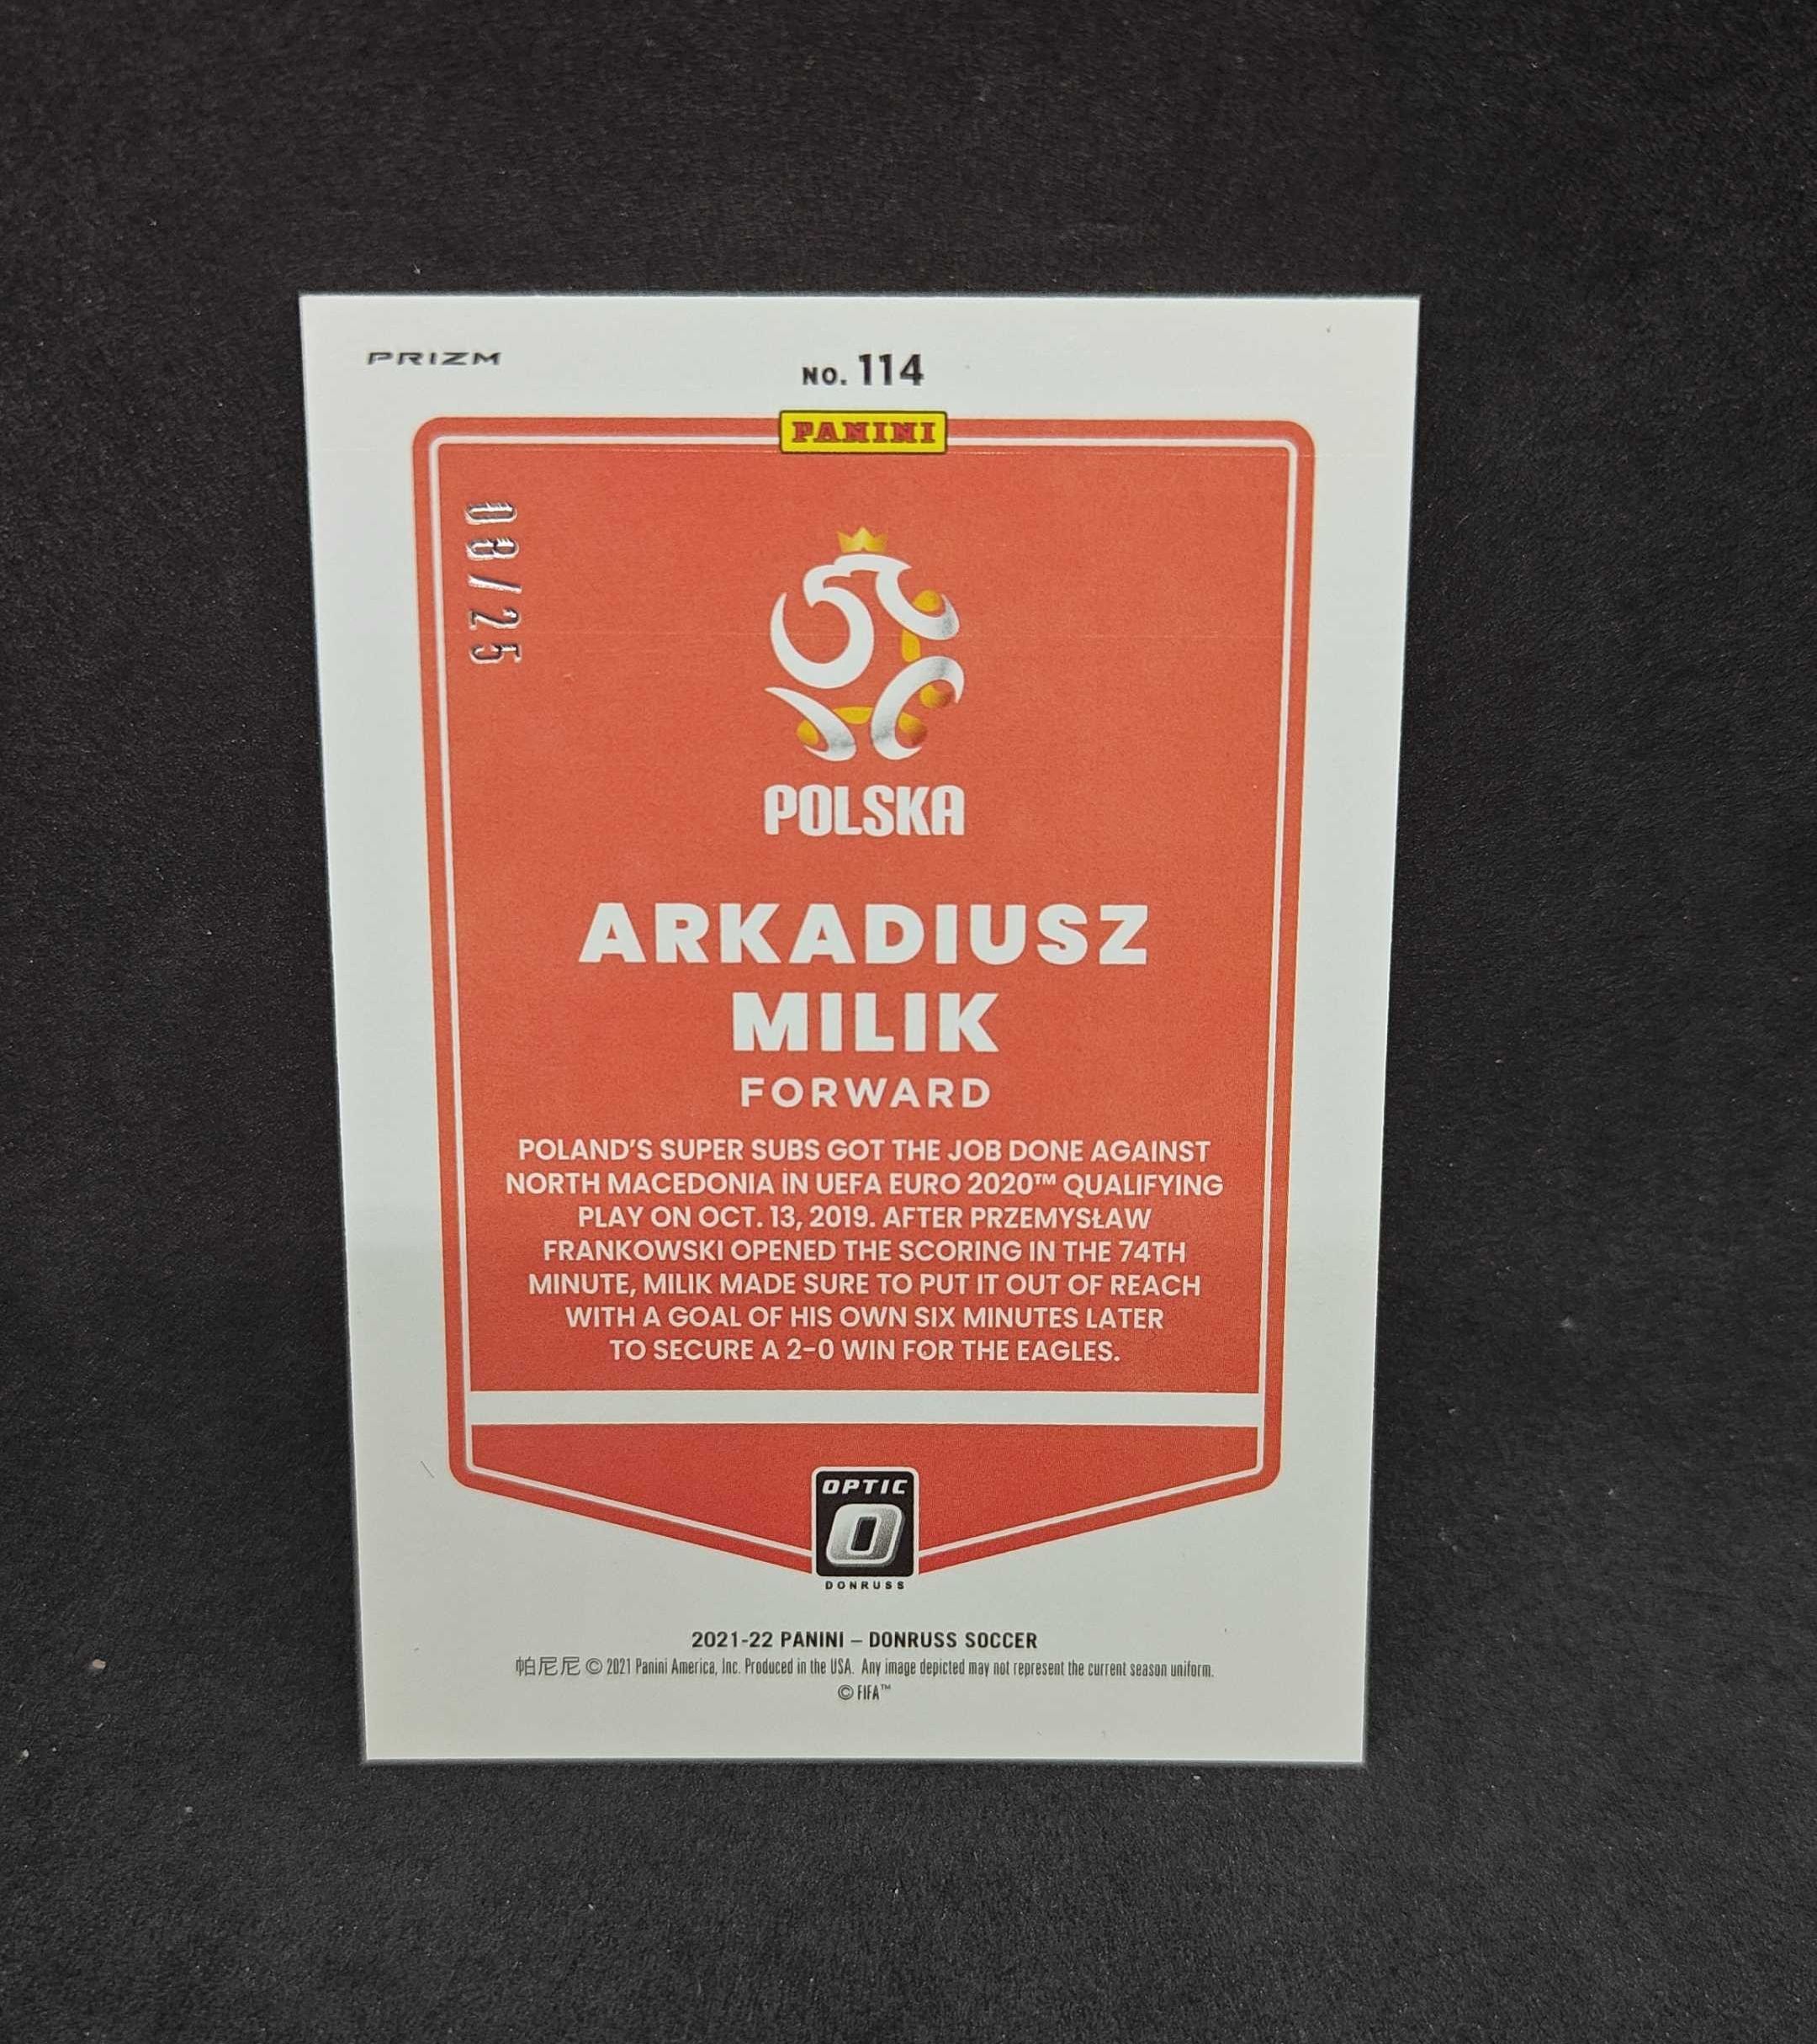 PRIZM
NO. 114
PANINI
08/25
POLSKA
ARKADIUSZ
MILIK
FORWARD
POLAND'S SUPER SUBS GOT THE JOB DONE AGAINST
NORTH MACEDONIA IN UEFA EURO 2020™ QUALIFYING
PLAY ON OCT. 13, 2019. AFTER PRZEMYSŁAW
FRANKOWSKI OPENED THE SCORING IN THE 74TH
MINUTE, MILIK MADE SURE TO PUT IT OUT OF REACH
WITH A GOAL OF HIS OWN SIX MINUTES LATER
TO SECURE A 2-0 WIN FOR THE EAGLES.
OPTIC
O
DONRUSS
2021-22 PANINI – DONRUSS SOCCER
帕尼尼 © 2021 Panini America, Inc. Produced in the USA. Any image depicted may not represent the current season uniform.
© FIFA™